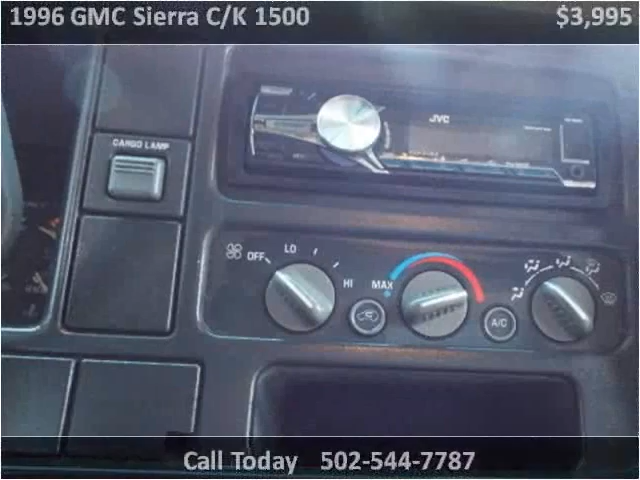 1996 GMC Sierra C/K 1500
$3,995
JVC
CARGO LAMP
OFF
LO
HI
MAX
A/C
Call Today 502-544-7787